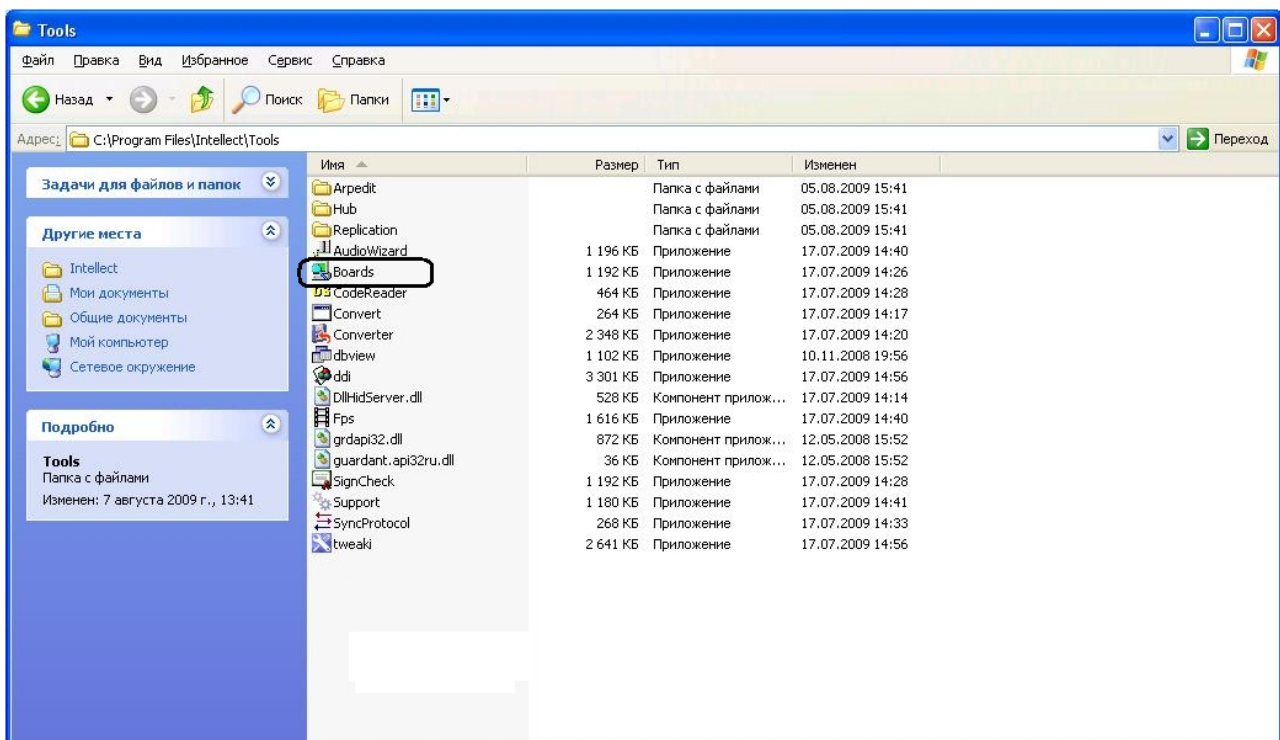 Tools
Файл Правка Вид Избранное Сервис Справка
Назад Поиск Папки
Адрес: C:\Program Files\Intellect\Tools Переход
Задачи для файлов и папок
Другие места
Intellect
Мои документы
Общие документы
Мой компьютер
Сетевое окружение
Подробно
Tools
Папка с файлами
Изменен: 7 августа 2009 г., 13:41
Имя Размер Тип Изменен
Arpedit Папка с файлами 05.08.2009 15:41
Hub Папка с файлами 05.08.2009 15:41
Replication Папка с файлами 05.08.2009 15:41
AudioWizard 1 196 КБ Приложение 17.07.2009 14:40
Boards 1 192 КБ Приложение 17.07.2009 14:26
CodeReader 464 КБ Приложение 17.07.2009 14:28
Convert 264 КБ Приложение 17.07.2009 14:17
Converter 2 348 КБ Приложение 17.07.2009 14:20
dbview 1 102 КБ Приложение 10.11.2008 19:56
ddi 3 301 КБ Приложение 17.07.2009 14:56
DllHidServer.dll 528 КБ Компонент прилож... 17.07.2009 14:14
Fps 1 616 КБ Приложение 17.07.2009 14:40
grdapi32.dll 872 КБ Компонент прилож... 12.05.2008 15:52
guardant.api32ru.dll 36 КБ Компонент прилож... 12.05.2008 15:52
SignCheck 1 192 КБ Приложение 17.07.2009 14:28
Support 1 180 КБ Приложение 17.07.2009 14:41
SyncProtocol 268 КБ Приложение 17.07.2009 14:33
tweaki 2 641 КБ Приложение 17.07.2009 14:56